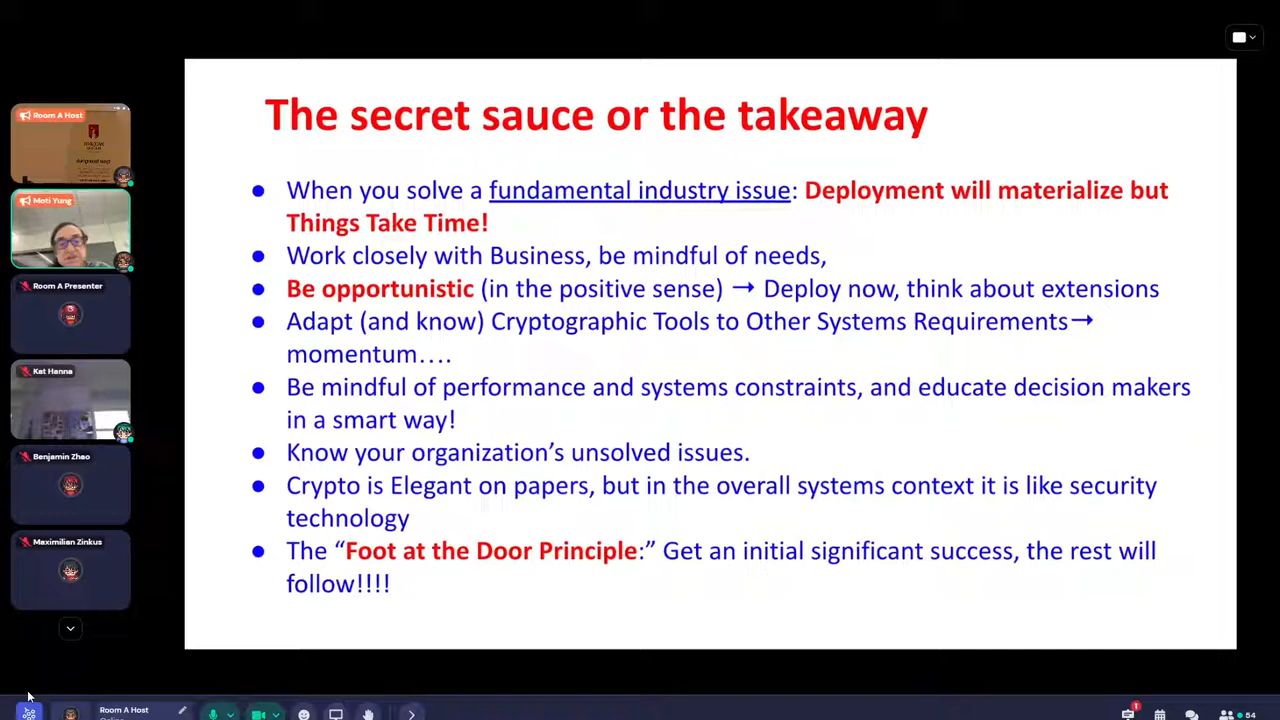 Room A Host
Moti Yung
Room A Presenter
Kat Hanna
Benjamin Zhao
Maximilian Zinkus
The secret sauce or the takeaway
● When you solve a fundamental industry issue: Deployment will materialize but
Things Take Time!
● Work closely with Business, be mindful of needs,
● Be opportunistic (in the positive sense) → Deploy now, think about extensions
● Adapt (and know) Cryptographic Tools to Other Systems Requirements→
momentum….
● Be mindful of performance and systems constraints, and educate decision makers
in a smart way!
● Know your organization’s unsolved issues.
● Crypto is Elegant on papers, but in the overall systems context it is like security
technology
● The “Foot at the Door Principle:” Get an initial significant success, the rest will
follow!!!!
Room A Host
1
54